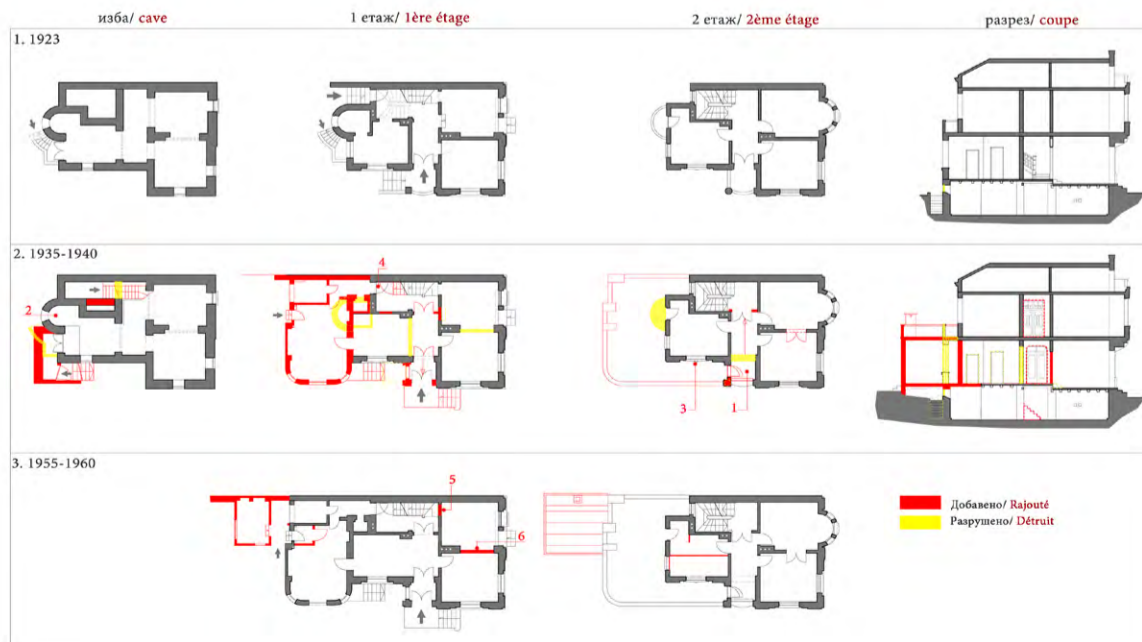 изба/ cave
1 етаж/ 1ère étage
2 етаж/ 2ème étage
разрез/ coupe
1. 1923
2. 1935-1940
2
4
3
1
3. 1955-1960
5
6
Добавено/ Rajouté
Разрушено/ Détruit